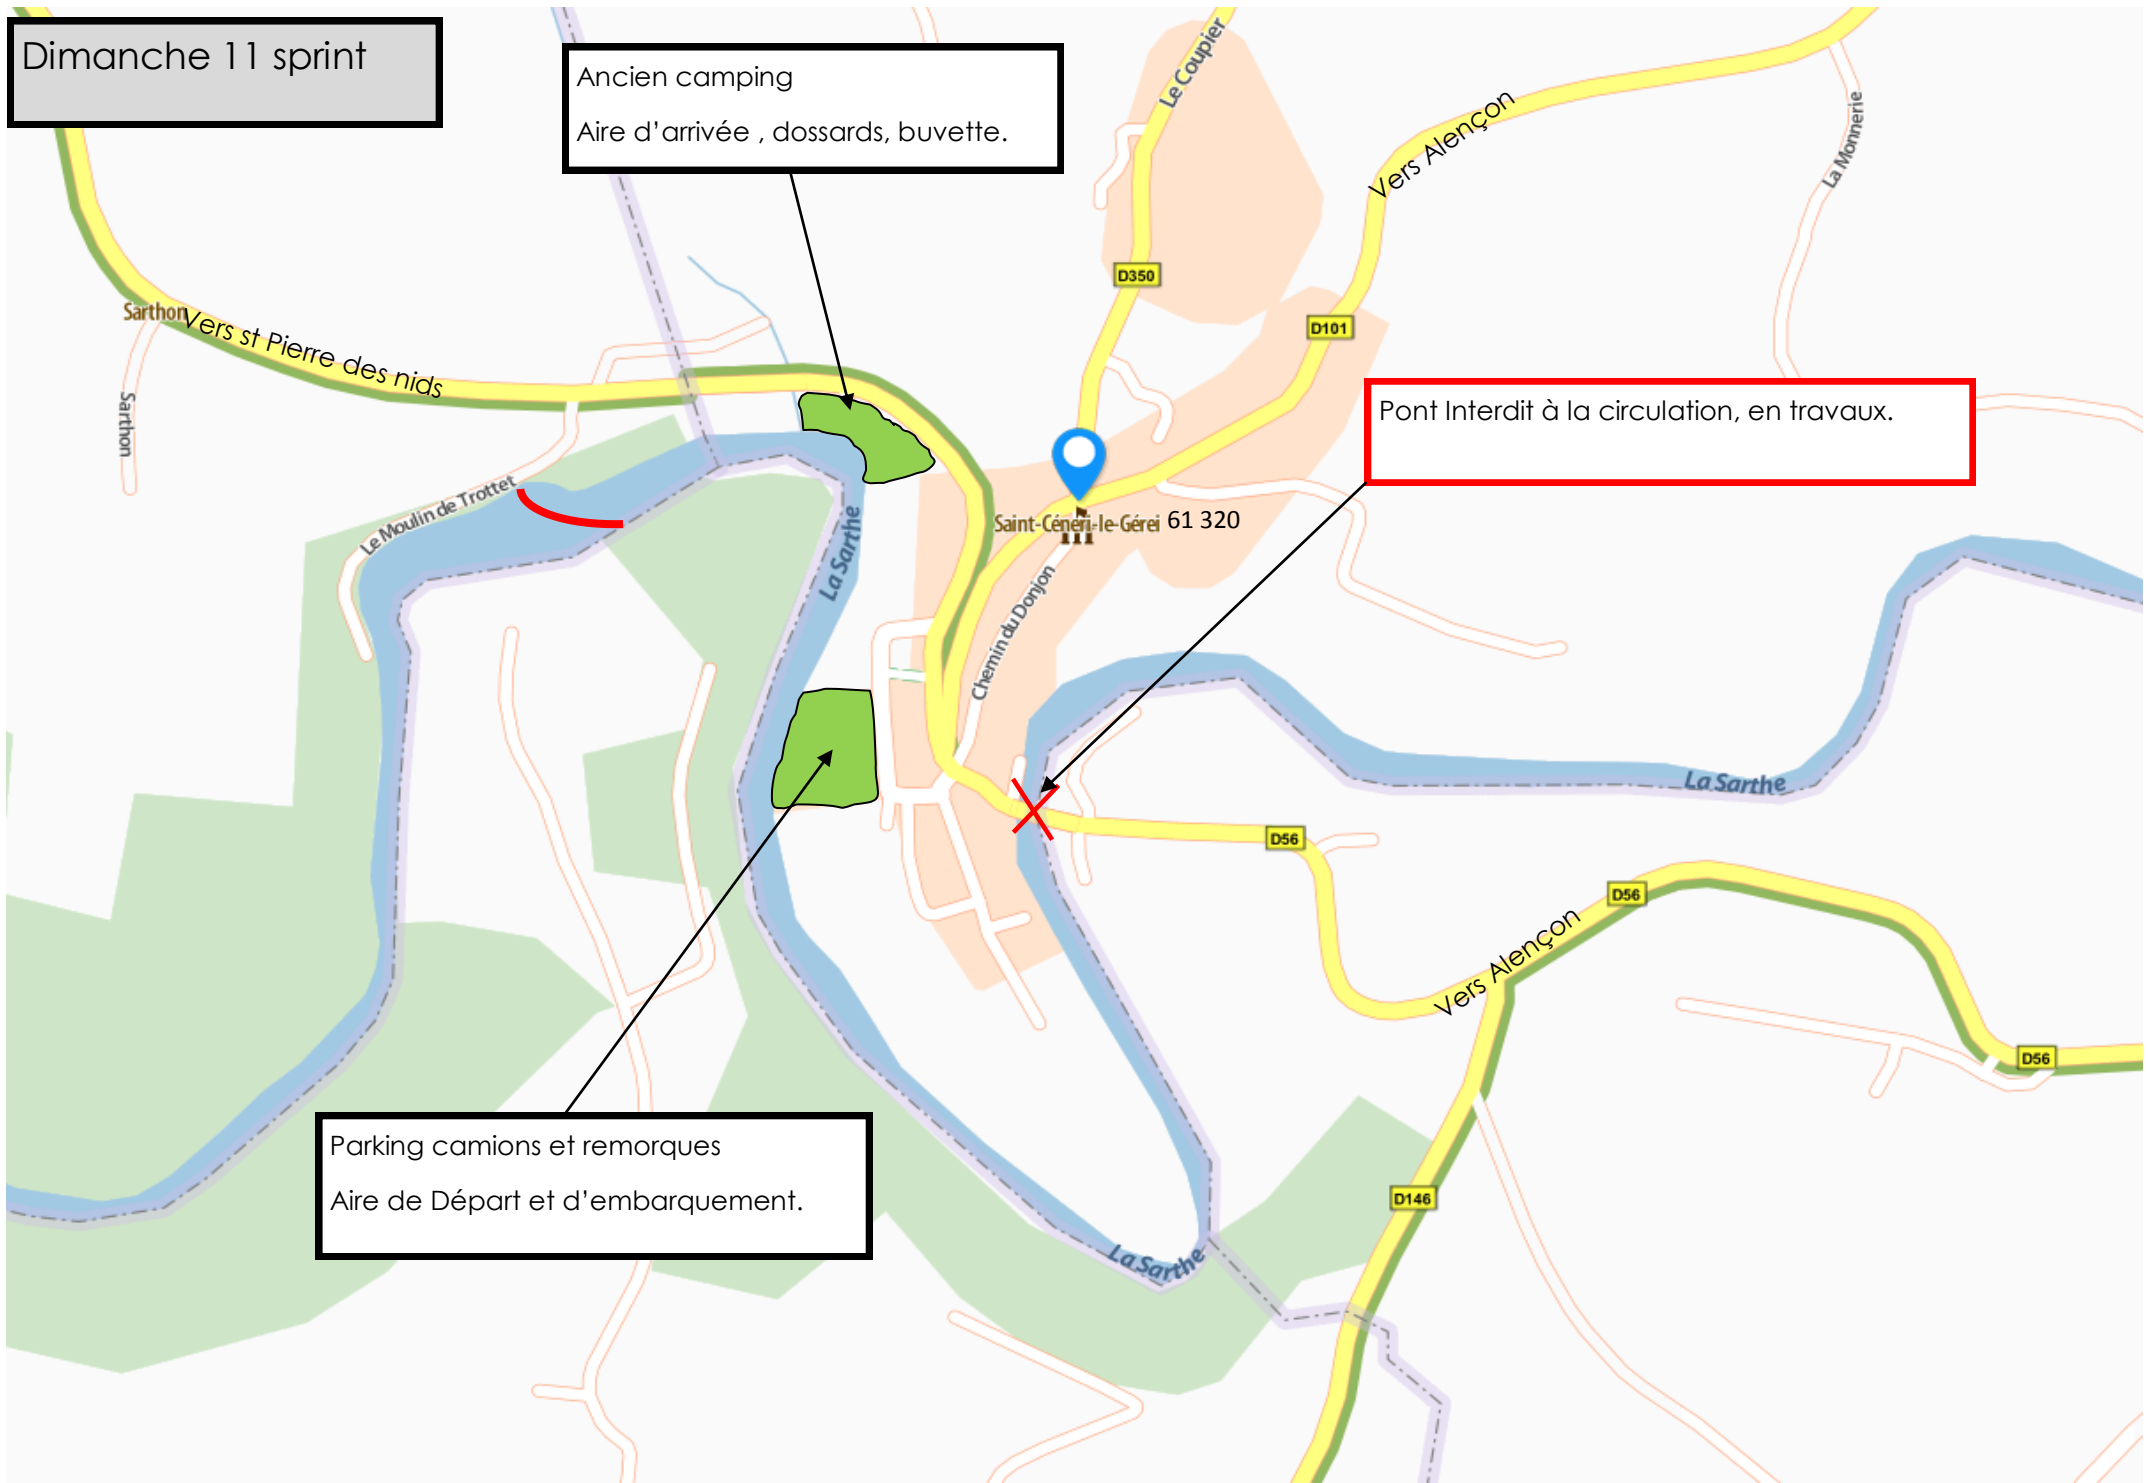 Dimanche 11 sprint
Ancien camping
Aire d’arrivée , dossards, buvette.
Le Coupier
Vers Alençon
La Monnerie
D350
D101
Sarthon
Vers st Pierre des nids
Sarthon
Pont Interdit à la circulation, en travaux.
Le Moulin de Trottet
La Sarthe
Saint-Céneri-le-Gérei 61 320
Chemin du Donjon
La Sarthe
D56
D56
Vers Alençon
D56
Parking camions et remorques
Aire de Départ et d’embarquement.
D146
La Sarthe